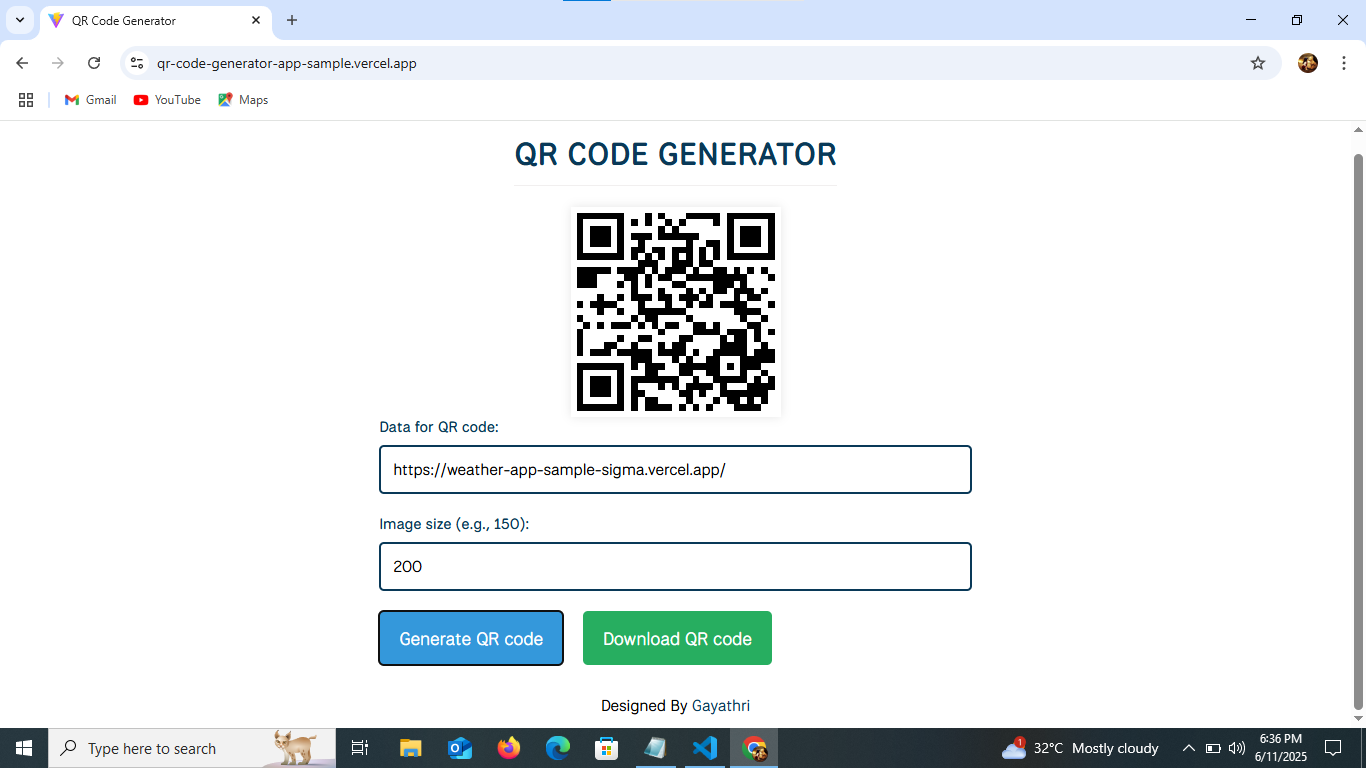 QR Code Generator
qr-code-generator-app-sample.vercel.app
Gmail YouTube Maps
QR CODE GENERATOR
Data for QR code:
https://weather-app-sample-sigma.vercel.app/
Image size (e.g., 150):
200
Generate QR code Download QR code
Designed By Gayathri
Type here to search
1
32°C Mostly cloudy
6:36 PM
6/11/2025